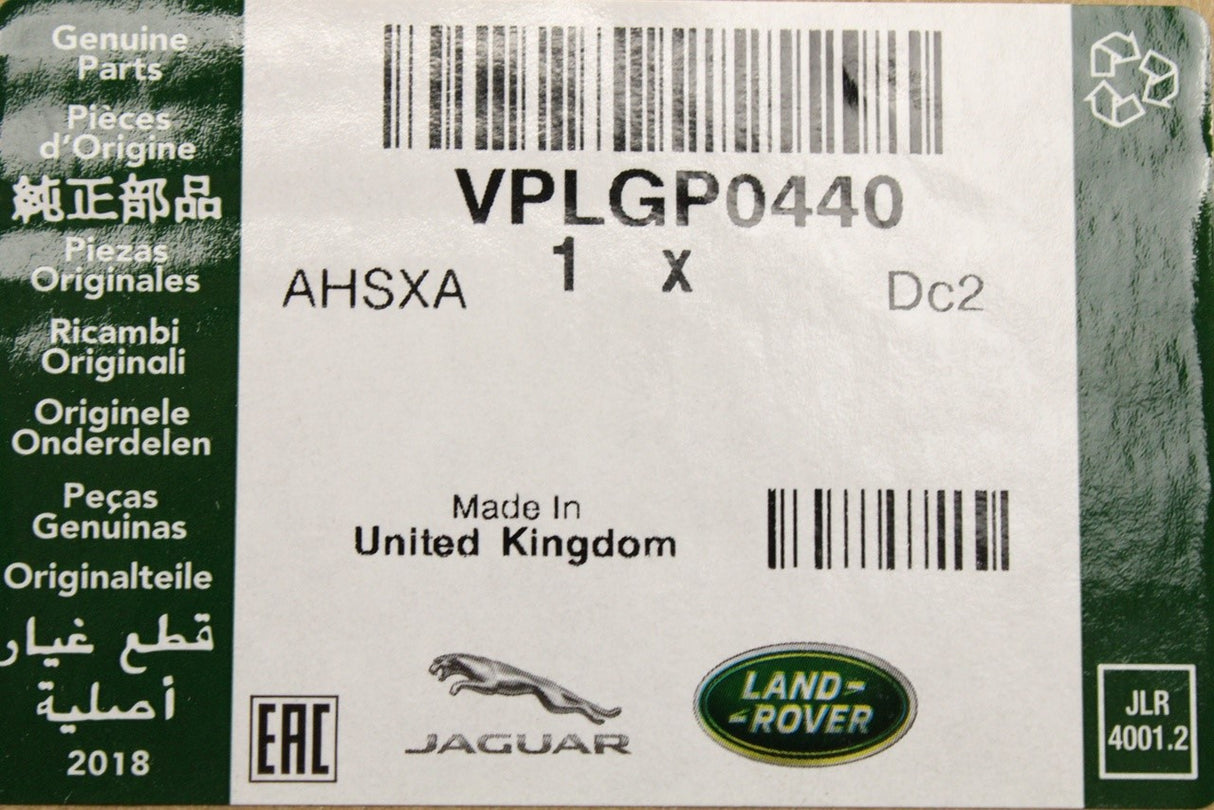 Genuine
Parts
Pièces
d'Origine
純正部品
Piezas
Originales
Ricambi
Originali
Originele
Onderdelen
Peças
Genuinas
Originalteile
قطع غيار
أصلية
2018
VPLGP0440
1 x
AHSXA
Dc2
Made In
United Kingdom
EAC
JAGUAR
LAND-
-ROVER
JLR
4001.2